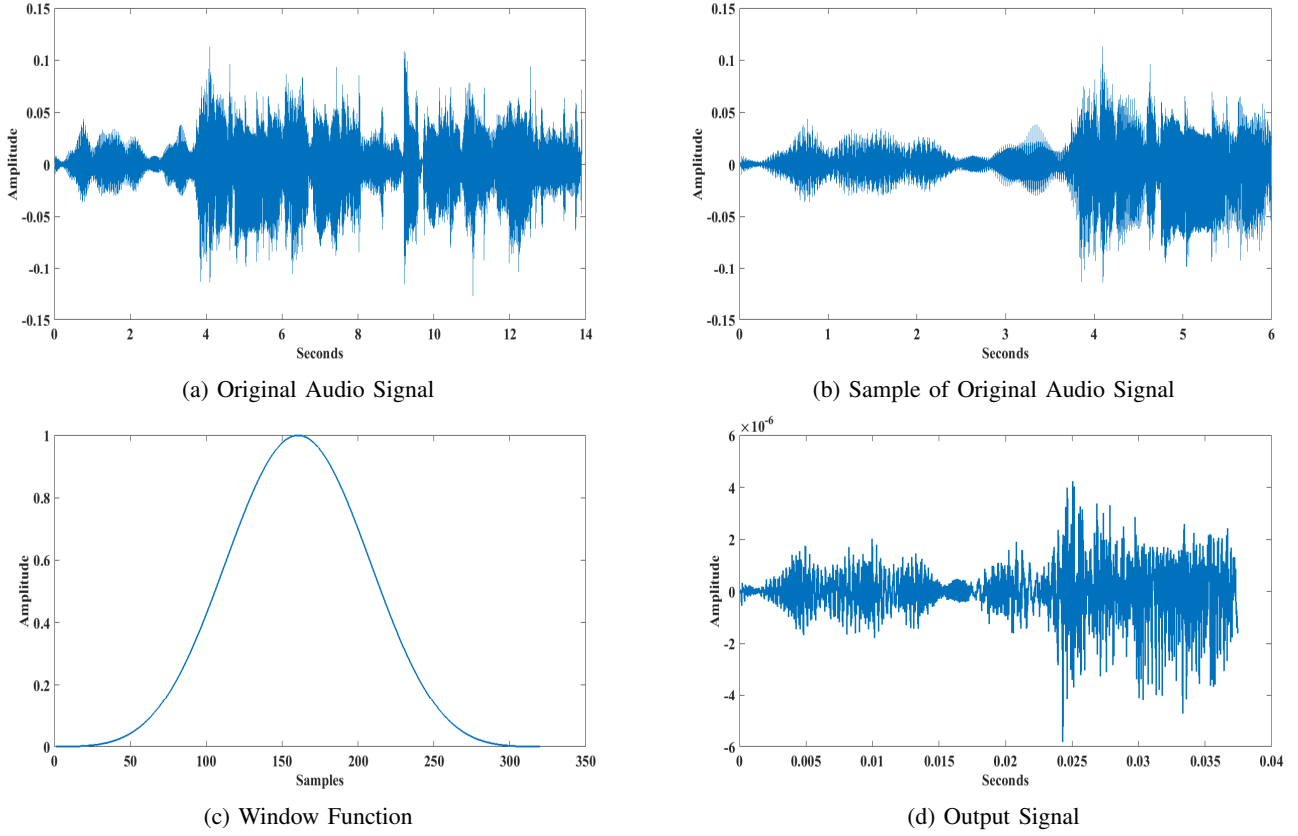 0.15
0.1
0.05
0
-0.05
-0.1
-0.15
Amplitude
0 2 4 6 8 10 12 14
Seconds
(a) Original Audio Signal
0.15
0.1
0.05
0
-0.05
-0.1
-0.15
Amplitude
0 1 2 3 4 5 6
Seconds
(b) Sample of Original Audio Signal
1
0.8
0.6
0.4
0.2
0
Amplitude
0 50 100 150 200 250 300 350
Samples
(c) Window Function
×10⁻⁶
6
4
2
0
-2
-4
-6
Amplitude
0 0.005 0.01 0.015 0.02 0.025 0.03 0.035 0.04
Seconds
(d) Output Signal